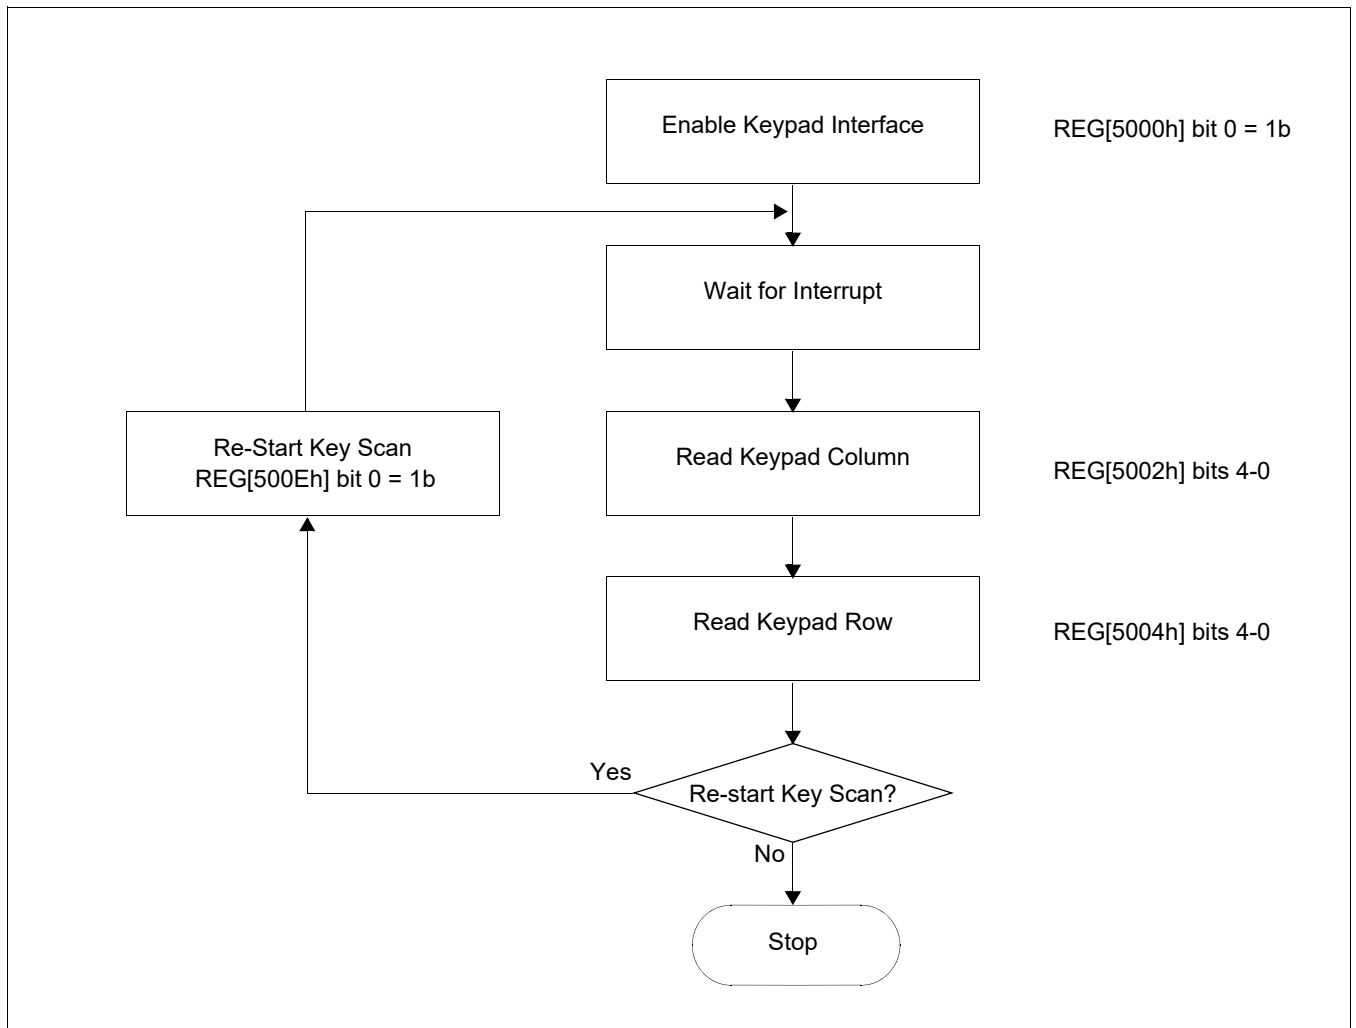 Enable Keypad Interface
REG[5000h] bit 0 = 1b
Wait for Interrupt
Re-Start Key Scan
REG[500Eh] bit 0 = 1b
Read Keypad Column
REG[5002h] bits 4-0
Read Keypad Row
REG[5004h] bits 4-0
Yes
Re-start Key Scan?
No
Stop